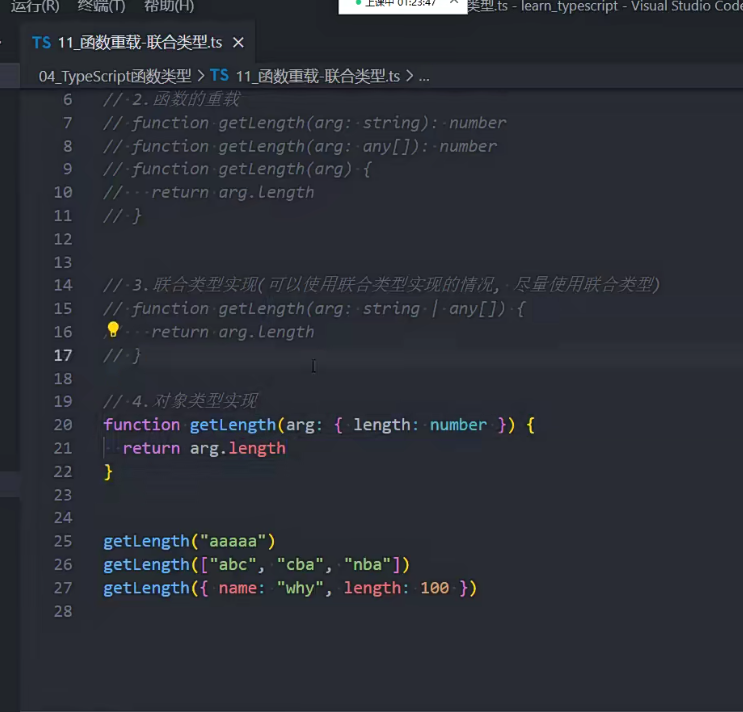 运行(R) 终端(T) 帮助(H)
上课中 01:23:47
类型.ts - learn_typescript - Visual Studio Code
TS 11_函数重载-联合类型.ts ×
04_TypeScript函数类型 > TS 11_函数重载-联合类型.ts > ...
6 // 2.函数的重载
7 // function getLength(arg: string): number
8 // function getLength(arg: any[]): number
9 // function getLength(arg) {
10 //   return arg.length
11 // }
12
13
14 // 3.联合类型实现(可以使用联合类型实现的情况, 尽量使用联合类型)
15 // function getLength(arg: string | any[]) {
16 //   return arg.length
17 // }
18
19 // 4.对象类型实现
20 function getLength(arg: { length: number }) {
21   return arg.length
22 }
23
24
25 getLength("aaaaa")
26 getLength(["abc", "cba", "nba"])
27 getLength({ name: "why", length: 100 })
28